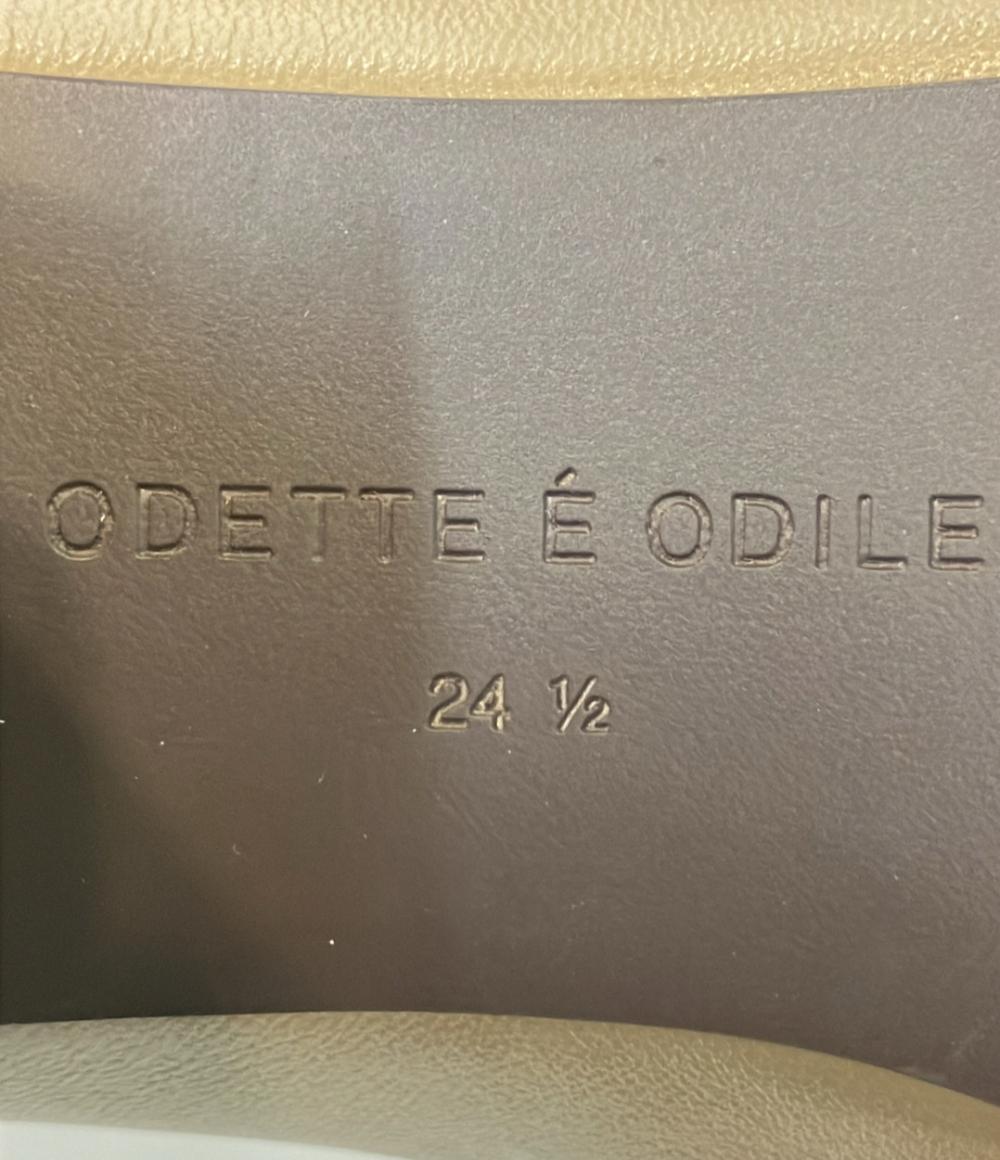 ODETTE É ODILE
24 ½